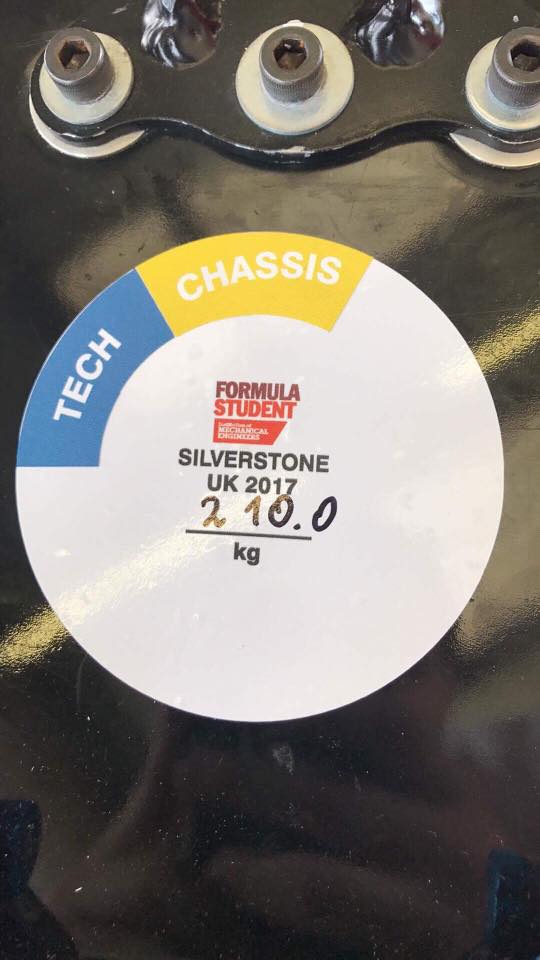 TECH
CHASSIS
FORMULA
STUDENT
Institution of
MECHANICAL
ENGINEERS
SILVERSTONE
UK 2017
210.0
kg